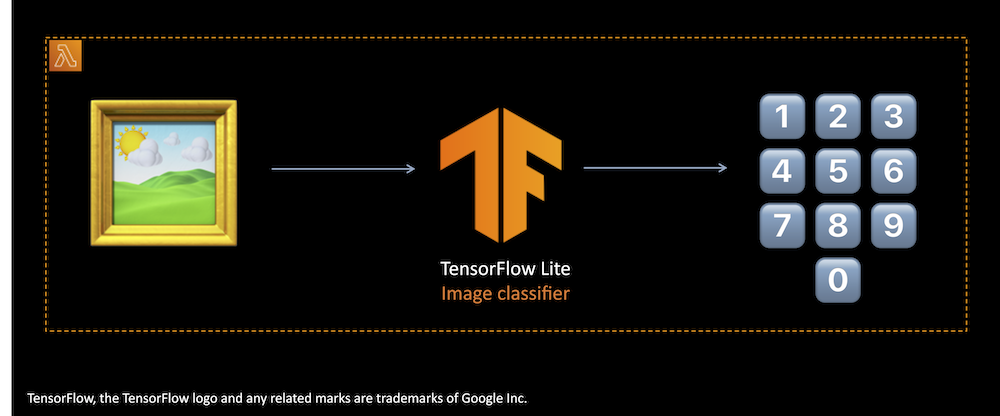 λ
1 2 3
4 5 6
7 8 9
0
TensorFlow Lite
Image classifier
TensorFlow, the TensorFlow logo and any related marks are trademarks of Google Inc.